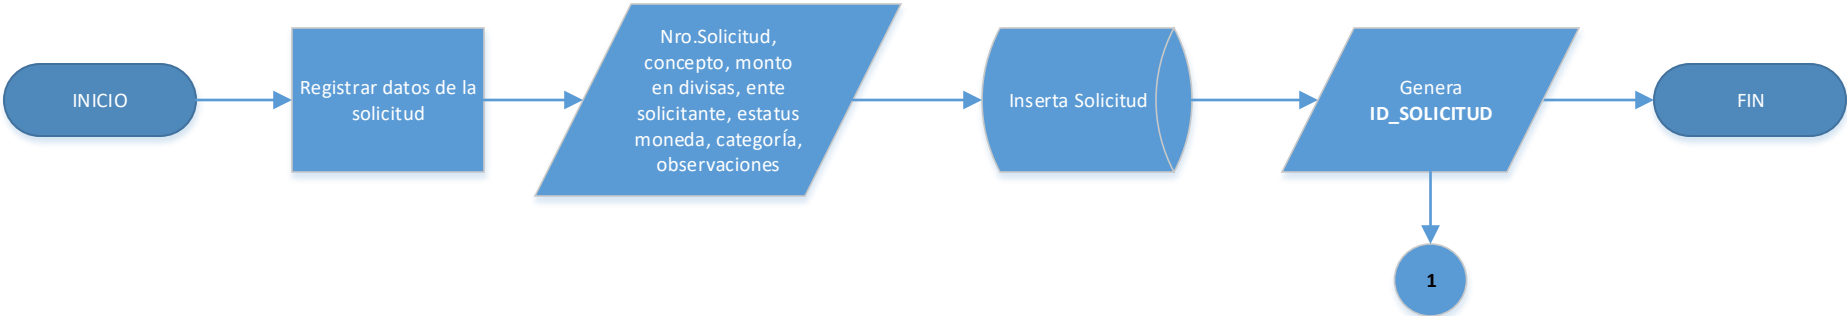 INICIO
Registrar datos de la
solicitud
Nro.Solicitud,
concepto, monto
en divisas, ente
solicitante, estatus
moneda, categoría,
observaciones
Inserta Solicitud
Genera
ID_SOLICITUD
FIN
1